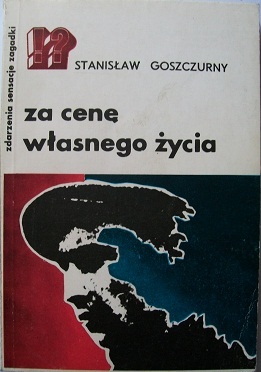 !?
STANISŁAW GOSZCZURNY
zdarzenia sensacje zagadki
za cenę
własnego życia